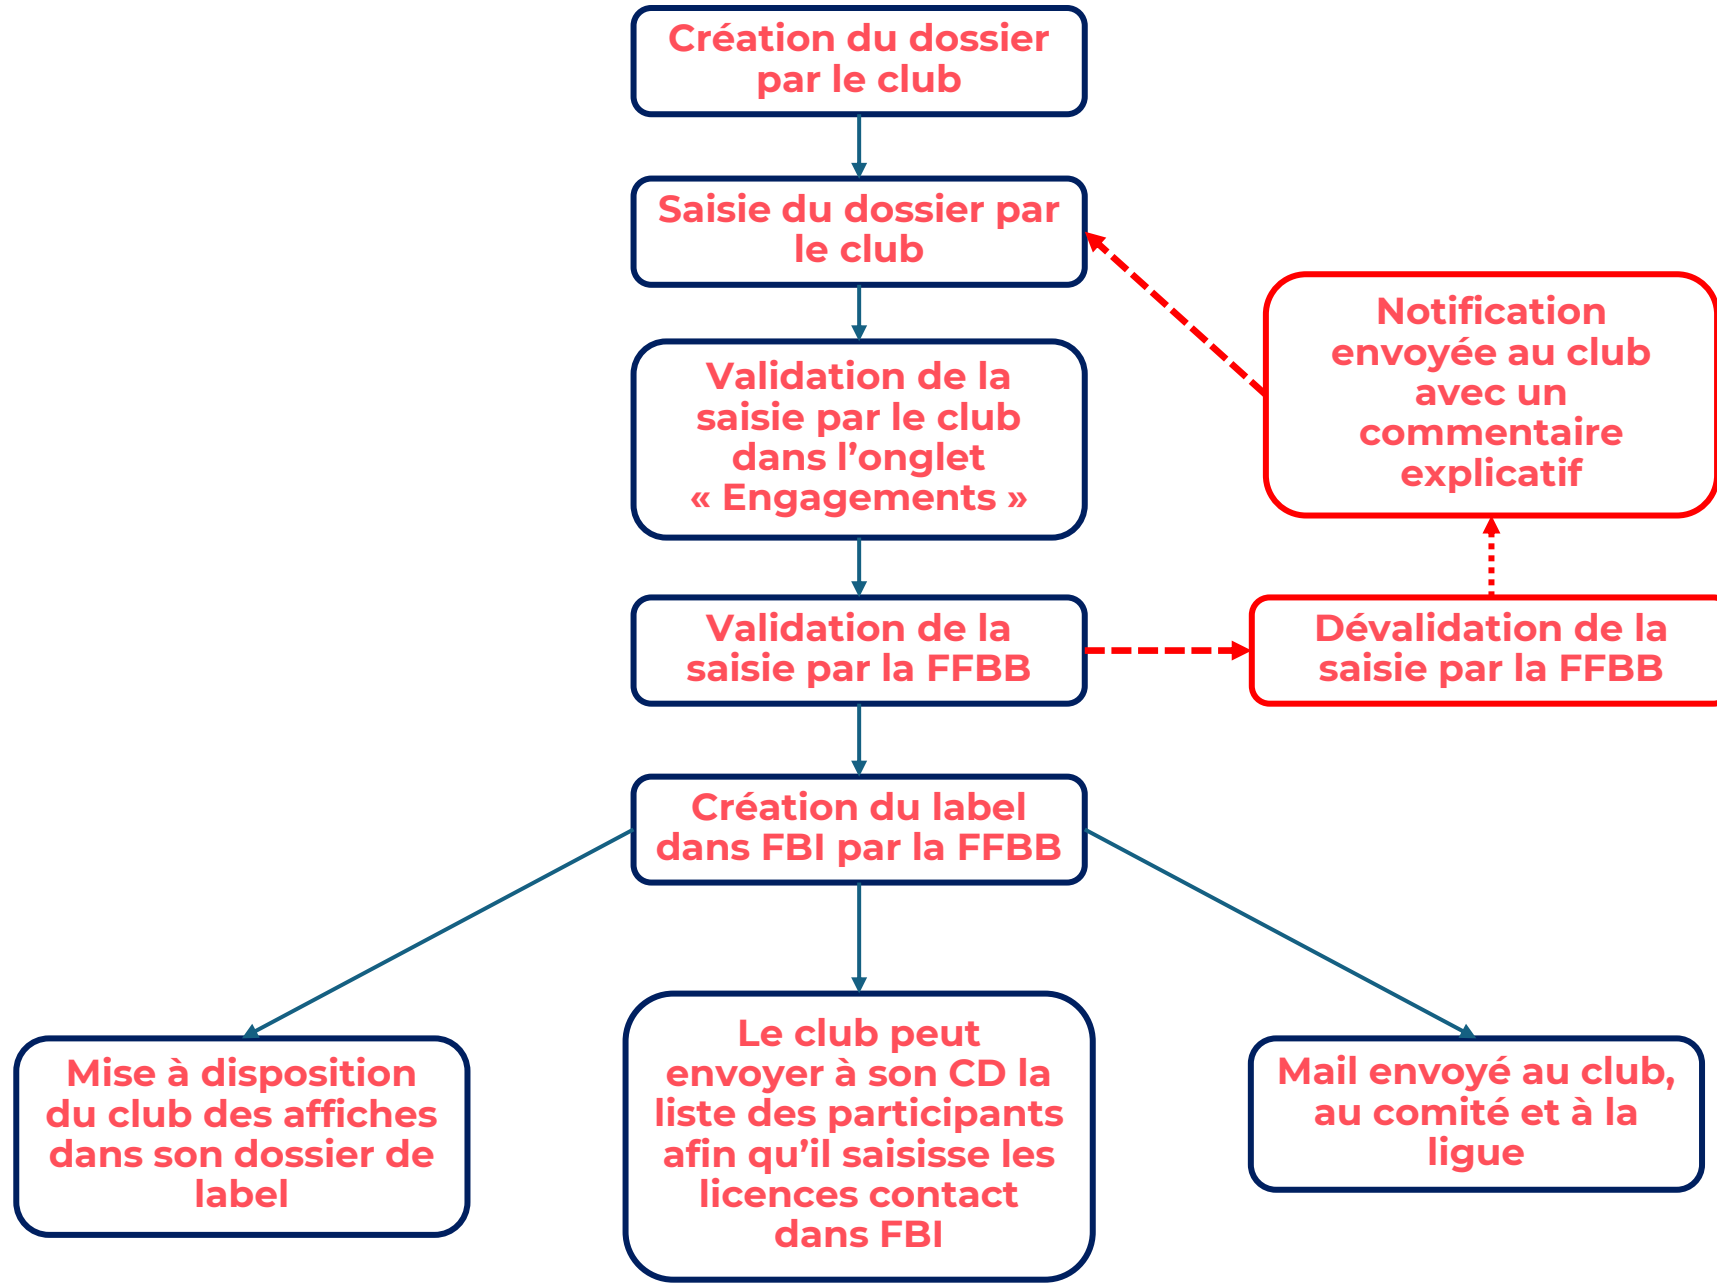 Création du dossier
par le club
Saisie du dossier par
le club
Notification
envoyée au club
avec un
commentaire
explicatif
Validation de la
saisie par le club
dans l’onglet
« Engagements »
Validation de la
saisie par la FFBB
Dévalidation de la
saisie par la FFBB
Création du label
dans FBI par la FFBB
Mise à disposition
du club des affiches
dans son dossier de
label
Le club peut
envoyer à son CD la
liste des participants
afin qu’il saisisse les
licences contact
dans FBI
Mail envoyé au club,
au comité et à la
ligue